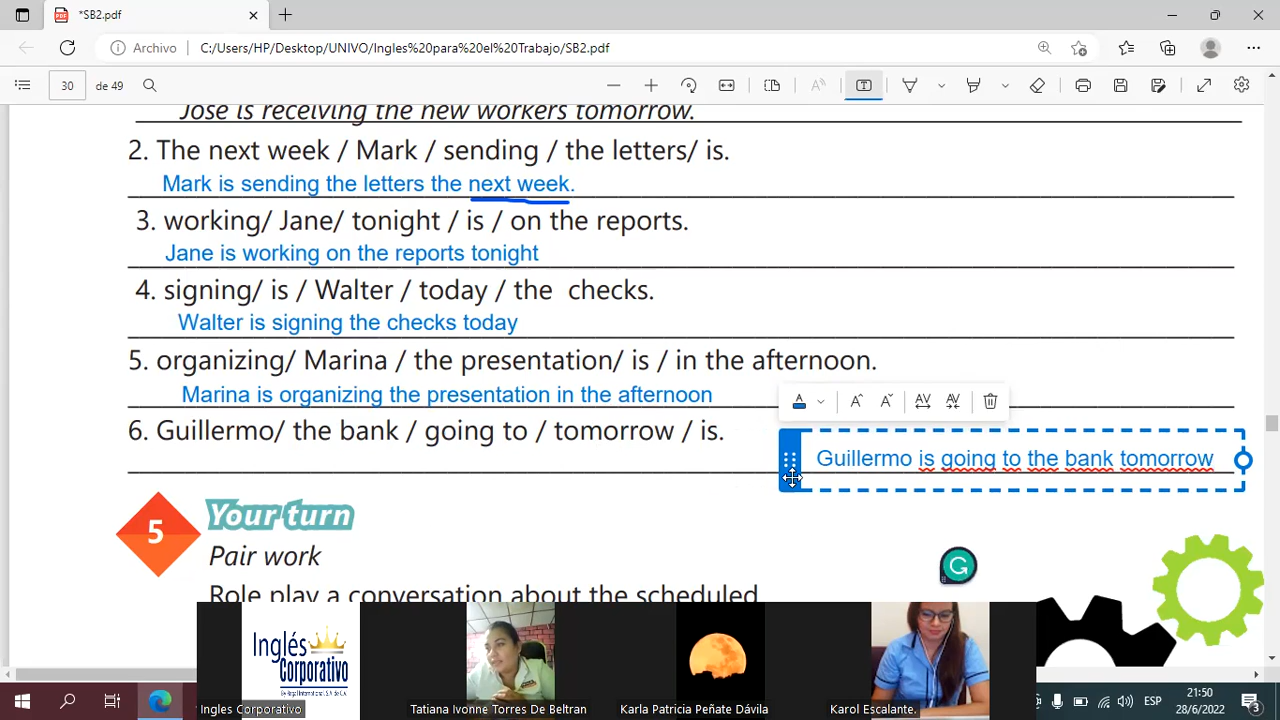 *SB2.pdf
Archivo
C:/Users/HP/Desktop/UNIVO/Ingles%20para%20el%20Trabajo/SB2.pdf
30 de 49
Jose is receiving the new workers tomorrow.
2. The next week / Mark / sending / the letters/ is.
Mark is sending the letters the next week.
3. working/ Jane/ tonight / is / on the reports.
Jane is working on the reports tonight
4. signing/ is / Walter / today / the checks.
Walter is signing the checks today
5. organizing/ Marina / the presentation/ is / in the afternoon.
Marina is organizing the presentation in the afternoon
6. Guillermo/ the bank / going to / tomorrow / is.
Guillermo is going to the bank tomorrow
5
Your turn
Pair work
Role play a conversation about the scheduled
Inglés
Corporativo
By Regal International, S.A. de C.V.
Ingles Corporativo
Tatiana Ivonne Torres De Beltran
Karla Patricia Peñate Dávila
Karol Escalante.
ESP
21:50
28/6/2022
3